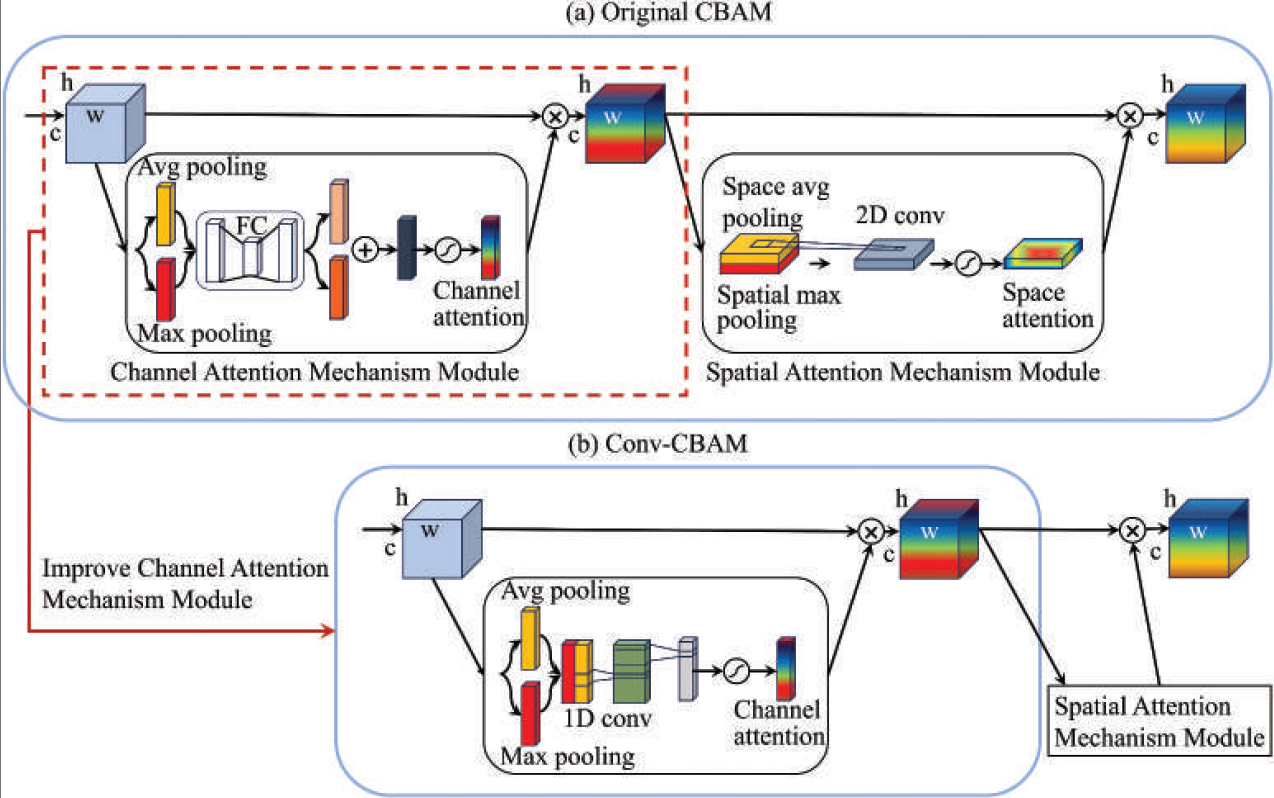 (a) Original CBAM
h
w
c
h
w
c
h
w
c
Avg pooling
FC
Max pooling
Channel
attention
Channel Attention Mechanism Module
Space avg
pooling
2D conv
Spatial max
pooling
Space
attention
Spatial Attention Mechanism Module
(b) Conv-CBAM
h
w
c
h
w
c
h
w
c
Improve Channel Attention
Mechanism Module
Avg pooling
1D conv
Max pooling
Channel
attention
Spatial Attention
Mechanism Module